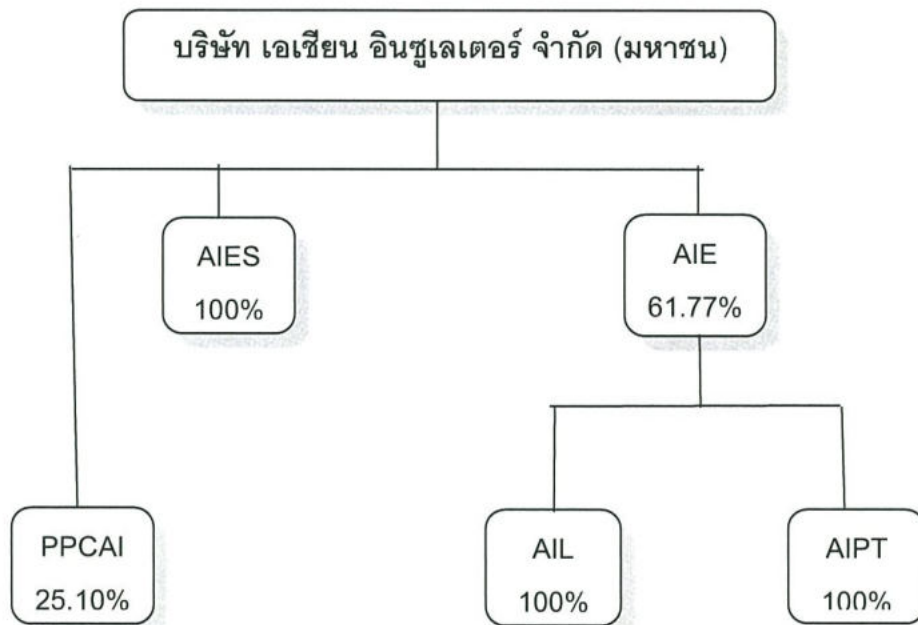 บริษัท เอเชียน อินซูเลเตอร์ จำกัด (มหาชน)
AIES
100%
AIE
61.77%
PPCAI
25.10%
AIL
100%
AIPT
100%